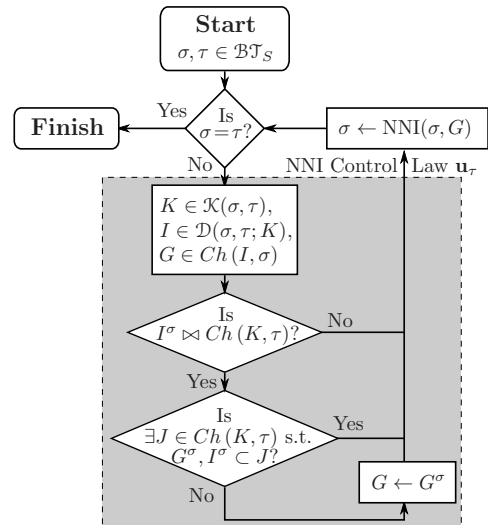 Start
σ, τ ∈ ℬ𝒯_S
Is
σ=τ?
Yes
Finish
No
σ ← NNI(σ, G)
NNI Control Law 𝐮_τ
K ∈ 𝒦(σ, τ),
I ∈ 𝒟(σ, τ; K),
G ∈ Ch (I, σ)
Is
I^σ ⋈ Ch (K, τ)?
No
Yes
Is
∃J ∈ Ch (K, τ) s.t.
G^σ, I^σ ⊂ J?
Yes
No
G ← G^σ